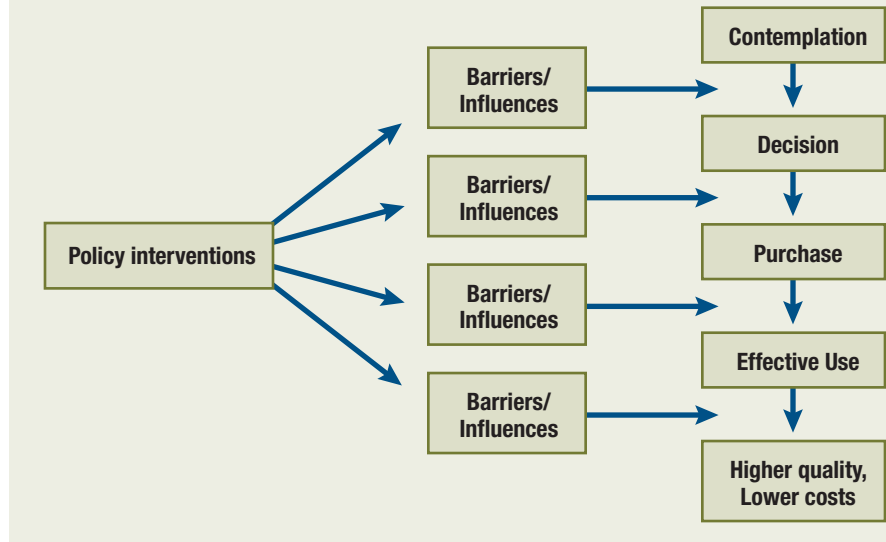 Policy interventions
Barriers/
Influences
Barriers/
Influences
Barriers/
Influences
Barriers/
Influences
Contemplation
Decision
Purchase
Effective Use
Higher quality,
Lower costs